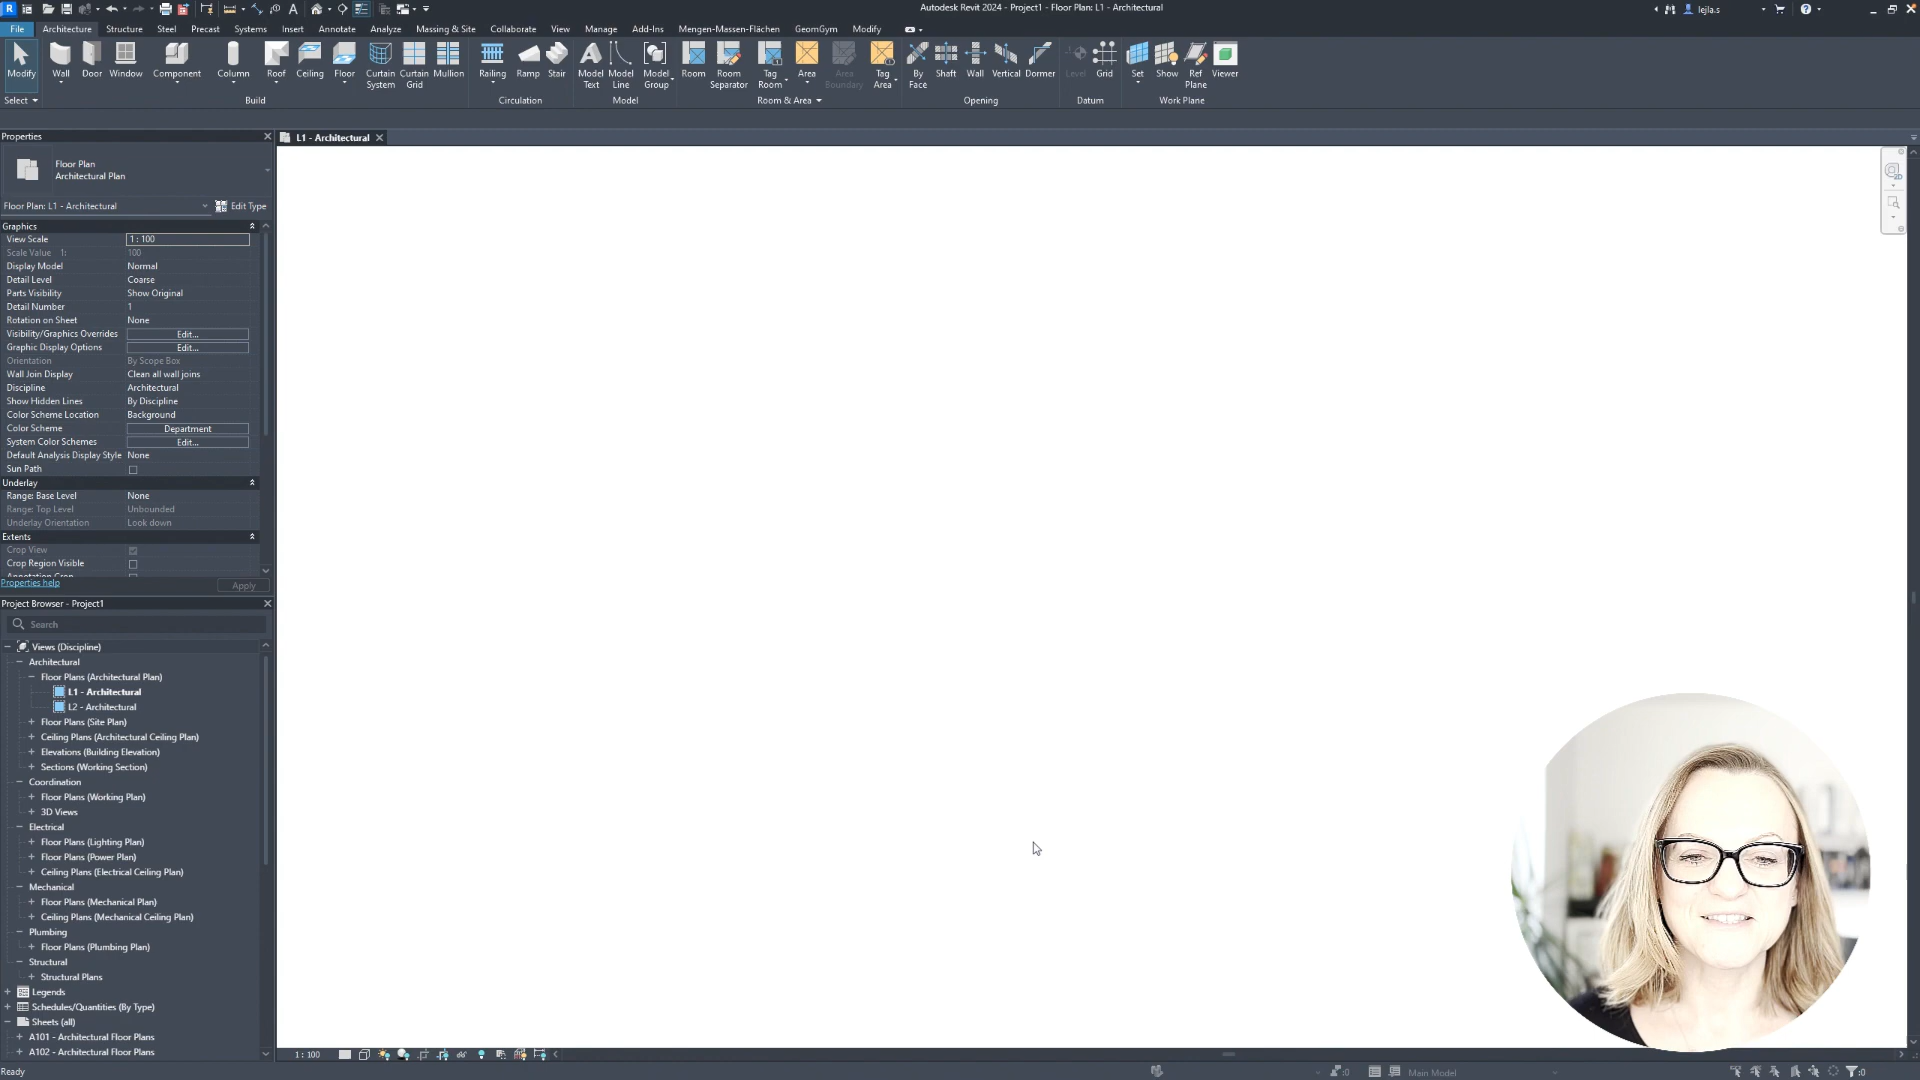 Autodesk Revit 2024 - Project1 - Floor Plan: L1 - Architectural
lejla.s
File Architecture Structure Steel Precast Systems Insert Annotate Analyze Massing & Site Collaborate View Manage Add-Ins Mengen-Massen-Flächen GeomGym Modify
Modify Wall Door Window Component Column Roof Ceiling Floor Curtain System Curtain Grid Mullion Railing Ramp Stair Model Text Model Line Model Group Room Room Separator Tag Room Area Area Boundary Tag Area By Face Shaft Wall Vertical Dormer Level Grid Set Show Ref Plane Viewer
Select Build Circulation Model Room & Area Opening Datum Work Plane
Properties
L1 - Architectural
Floor Plan
Architectural Plan
Floor Plan: L1 - Architectural Edit Type
Graphics
View Scale 1 : 100
Scale Value 1: 100
Display Model Normal
Detail Level Coarse
Parts Visibility Show Original
Detail Number 1
Rotation on Sheet None
Visibility/Graphics Overrides Edit...
Graphic Display Options Edit...
Orientation By Scope Box
Wall Join Display Clean all wall joins
Discipline Architectural
Show Hidden Lines By Discipline
Color Scheme Location Background
Color Scheme Department
System Color Schemes Edit...
Default Analysis Display Style None
Sun Path
Underlay
Range: Base Level None
Range: Top Level Unbounded
Underlay Orientation Look down
Extents
Crop View
Crop Region Visible
Annotation Crop
Properties help Apply
Project Browser - Project1
Search
Views (Discipline)
Architectural
Floor Plans (Architectural Plan)
L1 - Architectural
L2 - Architectural
Floor Plans (Site Plan)
Ceiling Plans (Architectural Ceiling Plan)
Elevations (Building Elevation)
Sections (Working Section)
Coordination
Floor Plans (Working Plan)
3D Views
Electrical
Floor Plans (Lighting Plan)
Floor Plans (Power Plan)
Ceiling Plans (Electrical Ceiling Plan)
Mechanical
Floor Plans (Mechanical Plan)
Ceiling Plans (Mechanical Ceiling Plan)
Plumbing
Floor Plans (Plumbing Plan)
Structural
Structural Plans
Legends
Schedules/Quantities (By Type)
Sheets (all)
A101 - Architectural Floor Plans
A102 - Architectural Floor Plans
1 : 100
Ready :0 Main Model :0